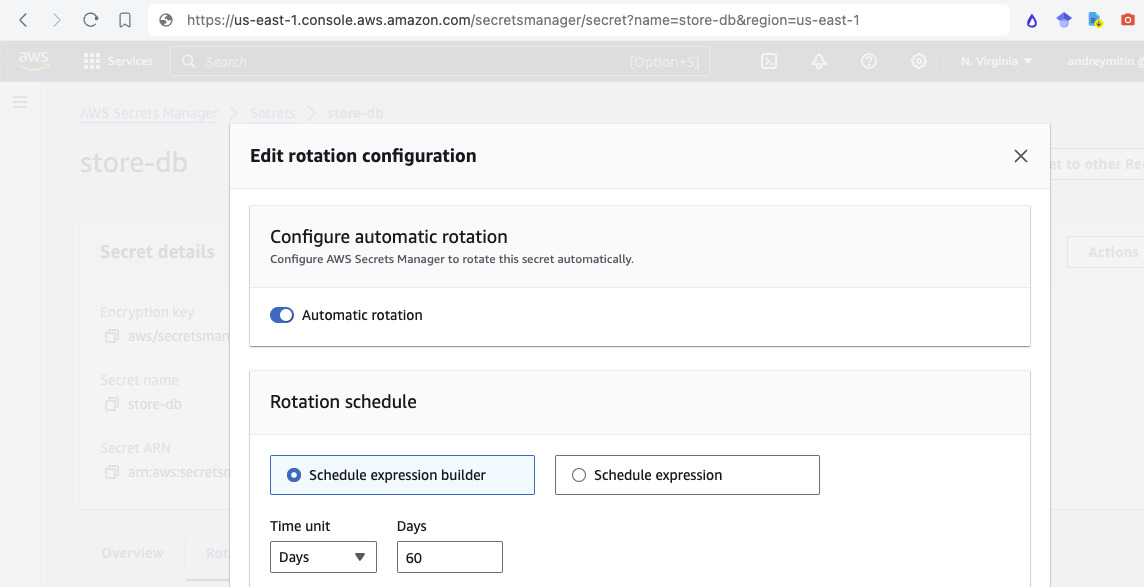 https://us-east-1.console.aws.amazon.com/secretsmanager/secret?name=store-db&region=us-east-1
aws Services Search [Option+S] N. Virginia andreymitin @
AWS Secrets Manager Secrets store-db
Edit rotation configuration
store-db
et to other Re
Configure automatic rotation
Secret details
Actions
Configure AWS Secrets Manager to rotate this secret automatically.
Encryption key
Automatic rotation
aws/secretsman
Secret name
Rotation schedule
store-db
Secret ARN
arn:aws:secretsm
Schedule expression builder Schedule expression
Time unit Days
Overview Rot
Days 60